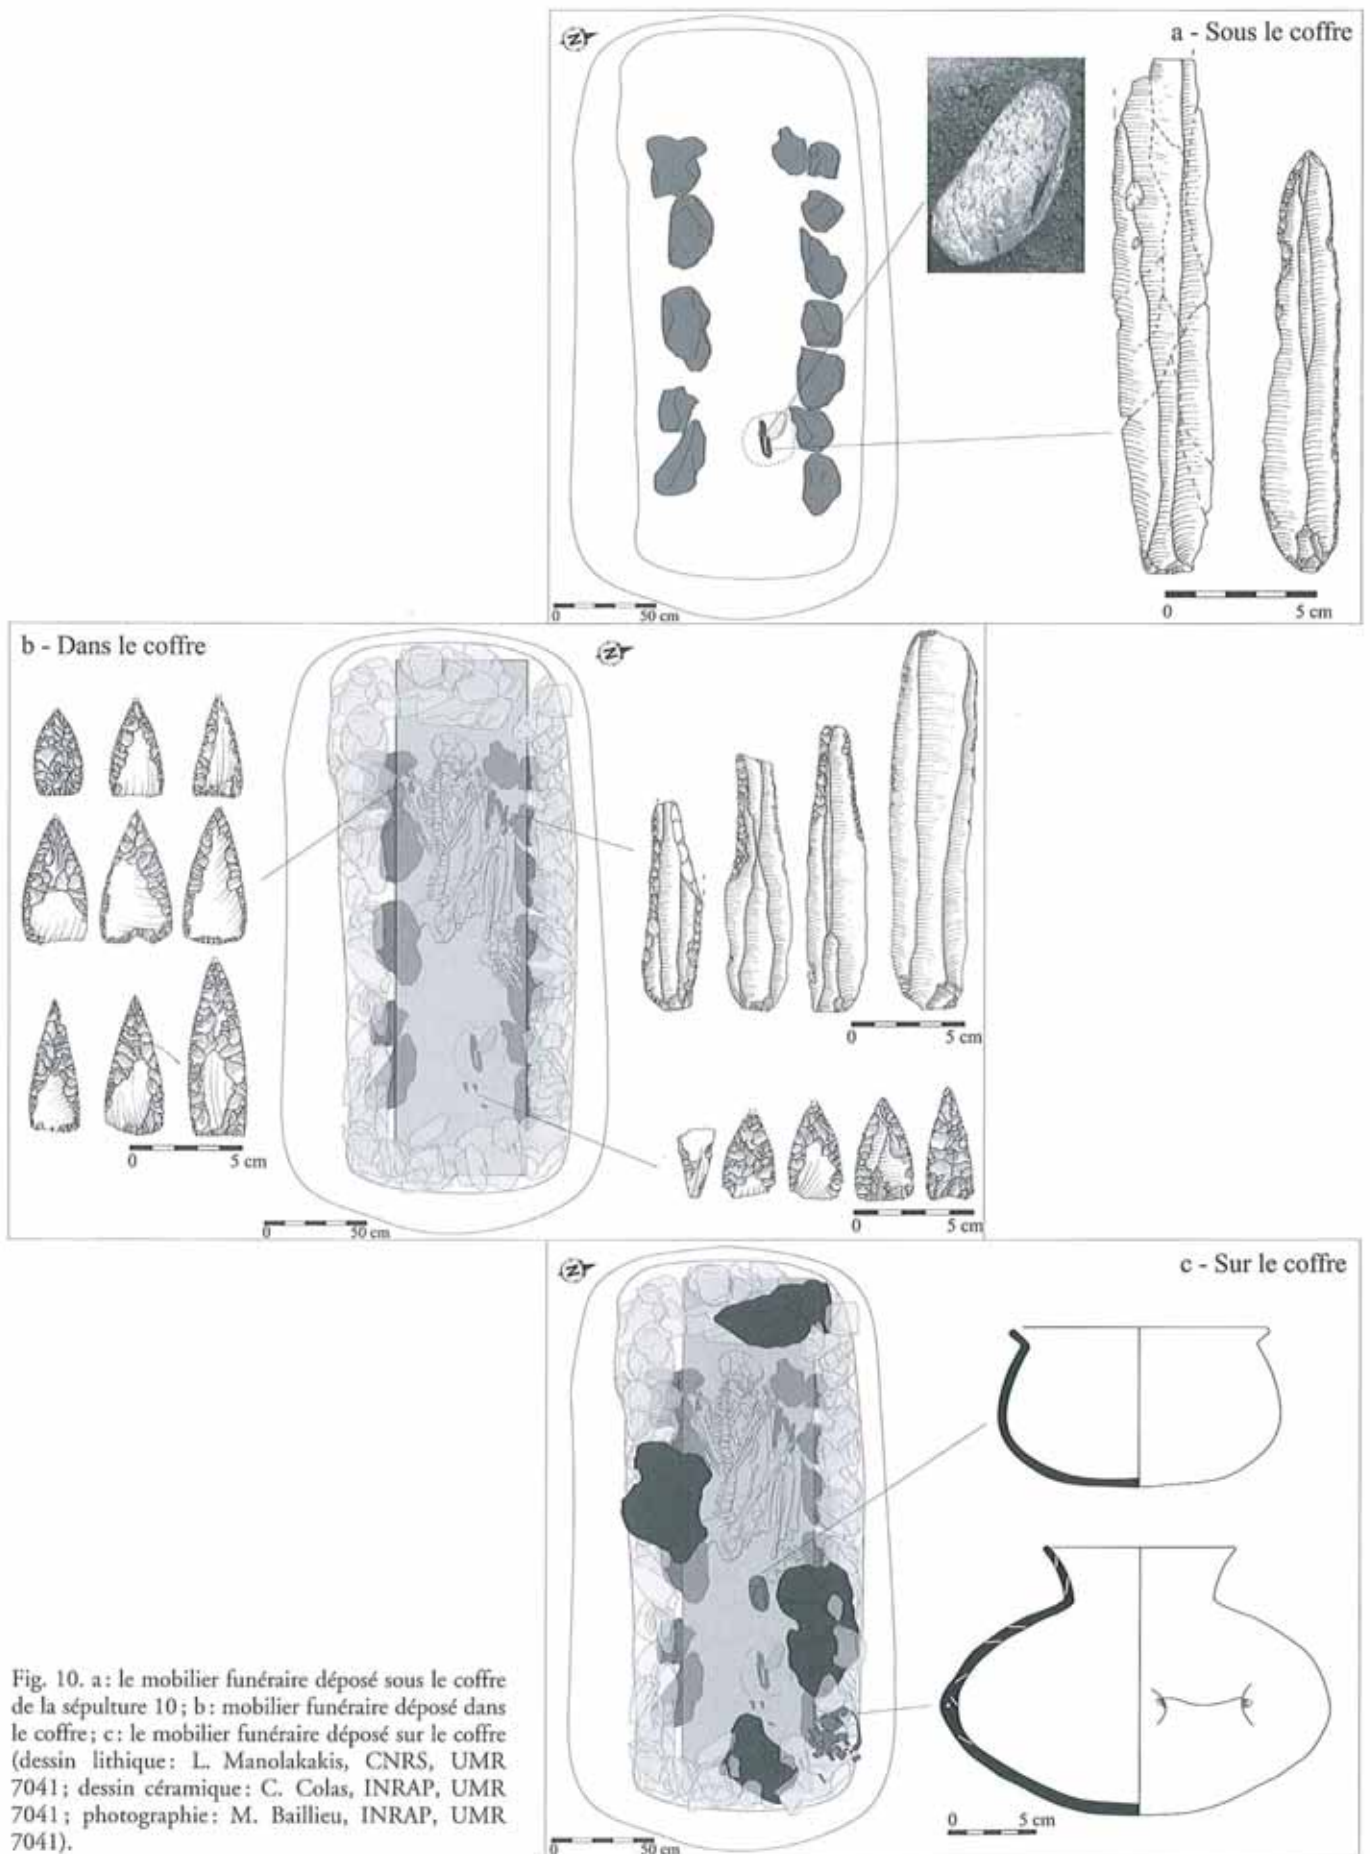 a - Sous le coffre
Z
0 50 cm
0 5 cm
b - Dans le coffre
Z
0 5 cm
0 5 cm
0 5 cm
0 50 cm
c - Sur le coffre
Z
0 5 cm
0 50 cm
Fig. 10. a : le mobilier funéraire déposé sous le coffre
de la sépulture 10 ; b : mobilier funéraire déposé dans
le coffre ; c : le mobilier funéraire déposé sur le coffre
(dessin lithique : L. Manolakakis, CNRS, UMR
7041 ; dessin céramique : C. Colas, INRAP, UMR
7041 ; photographie : M. Baillieu, INRAP, UMR
7041).